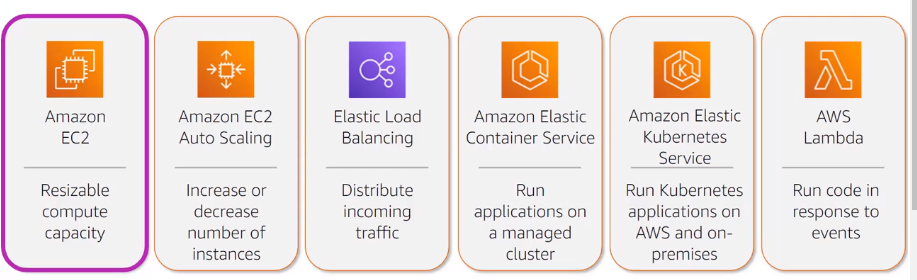 Amazon
EC2
Resizable
compute
capacity
Amazon EC2
Auto Scaling
Increase or
decrease
number of
instances
Elastic Load
Balancing
Distribute
incoming
traffic
Amazon Elastic
Container Service
Run
applications on
a managed
cluster
K
Amazon Elastic
Kubernetes
Service
Run Kubernetes
applications on
AWS and on-
premises
AWS
Lambda
Run code in
response to
events